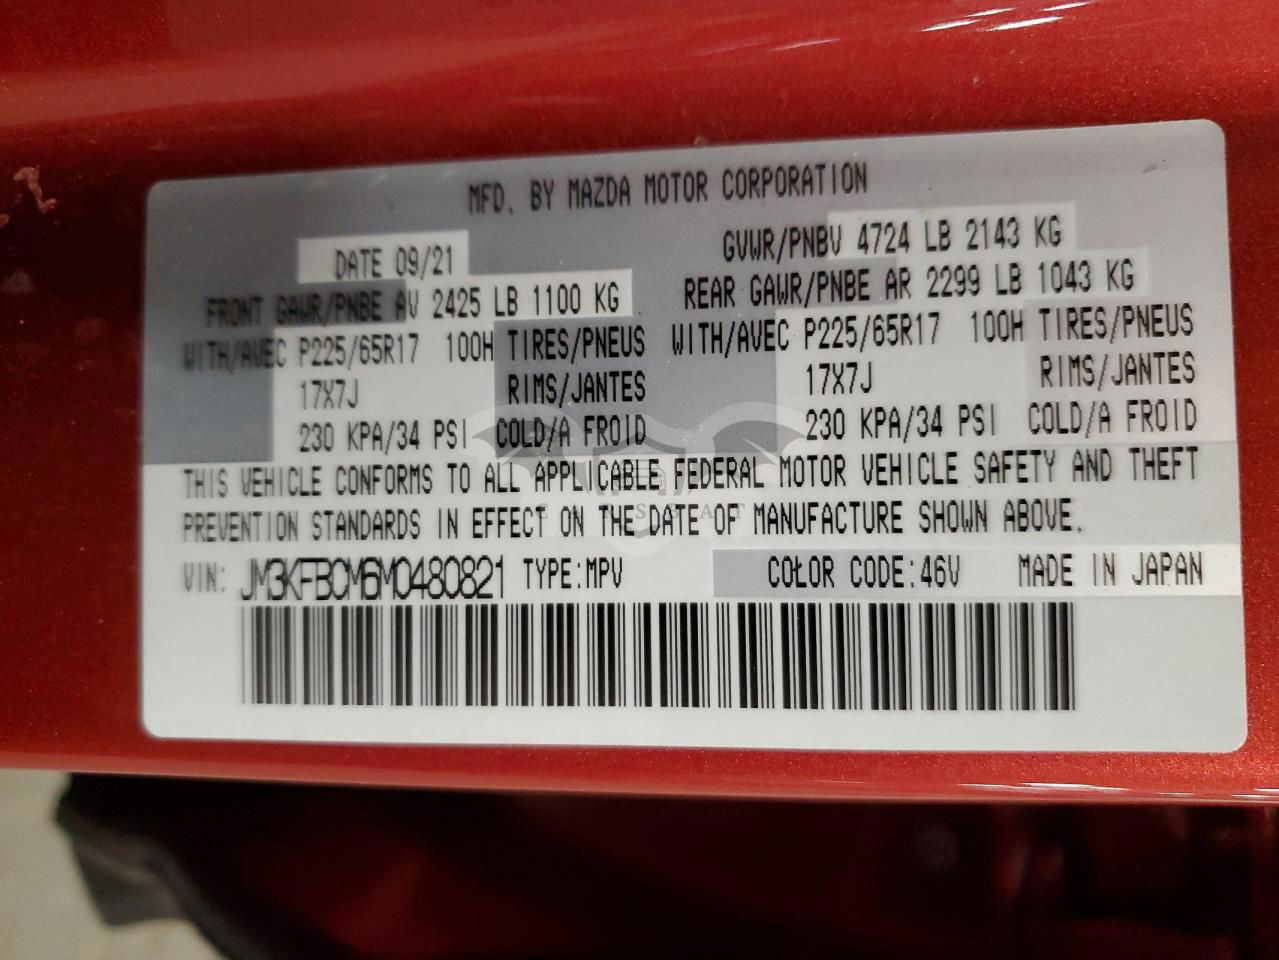 MFD. BY MAZDA MOTOR CORPORATION
DATE 09/21 GVWR/PNBV 4724 LB 2143 KG
FRONT GAWR/PNBE AV 2425 LB 1100 KG REAR GAWR/PNBE AR 2299 LB 1043 KG
WITH/AVEC P225/65R17 100H TIRES/PNEUS WITH/AVEC P225/65R17 100H TIRES/PNEUS
17X7J RIMS/JANTES 17X7J RIMS/JANTES
230 KPA/34 PSI COLD/A FROID 230 KPA/34 PSI COLD/A FROID
THIS VEHICLE CONFORMS TO ALL APPLICABLE FEDERAL MOTOR VEHICLE SAFETY AND THEFT
PREVENTION STANDARDS IN EFFECT ON THE DATE OF MANUFACTURE SHOWN ABOVE.
VIN: JM3KFBCM6M0480821 TYPE:MPV COLOR CODE:46V MADE IN JAPAN